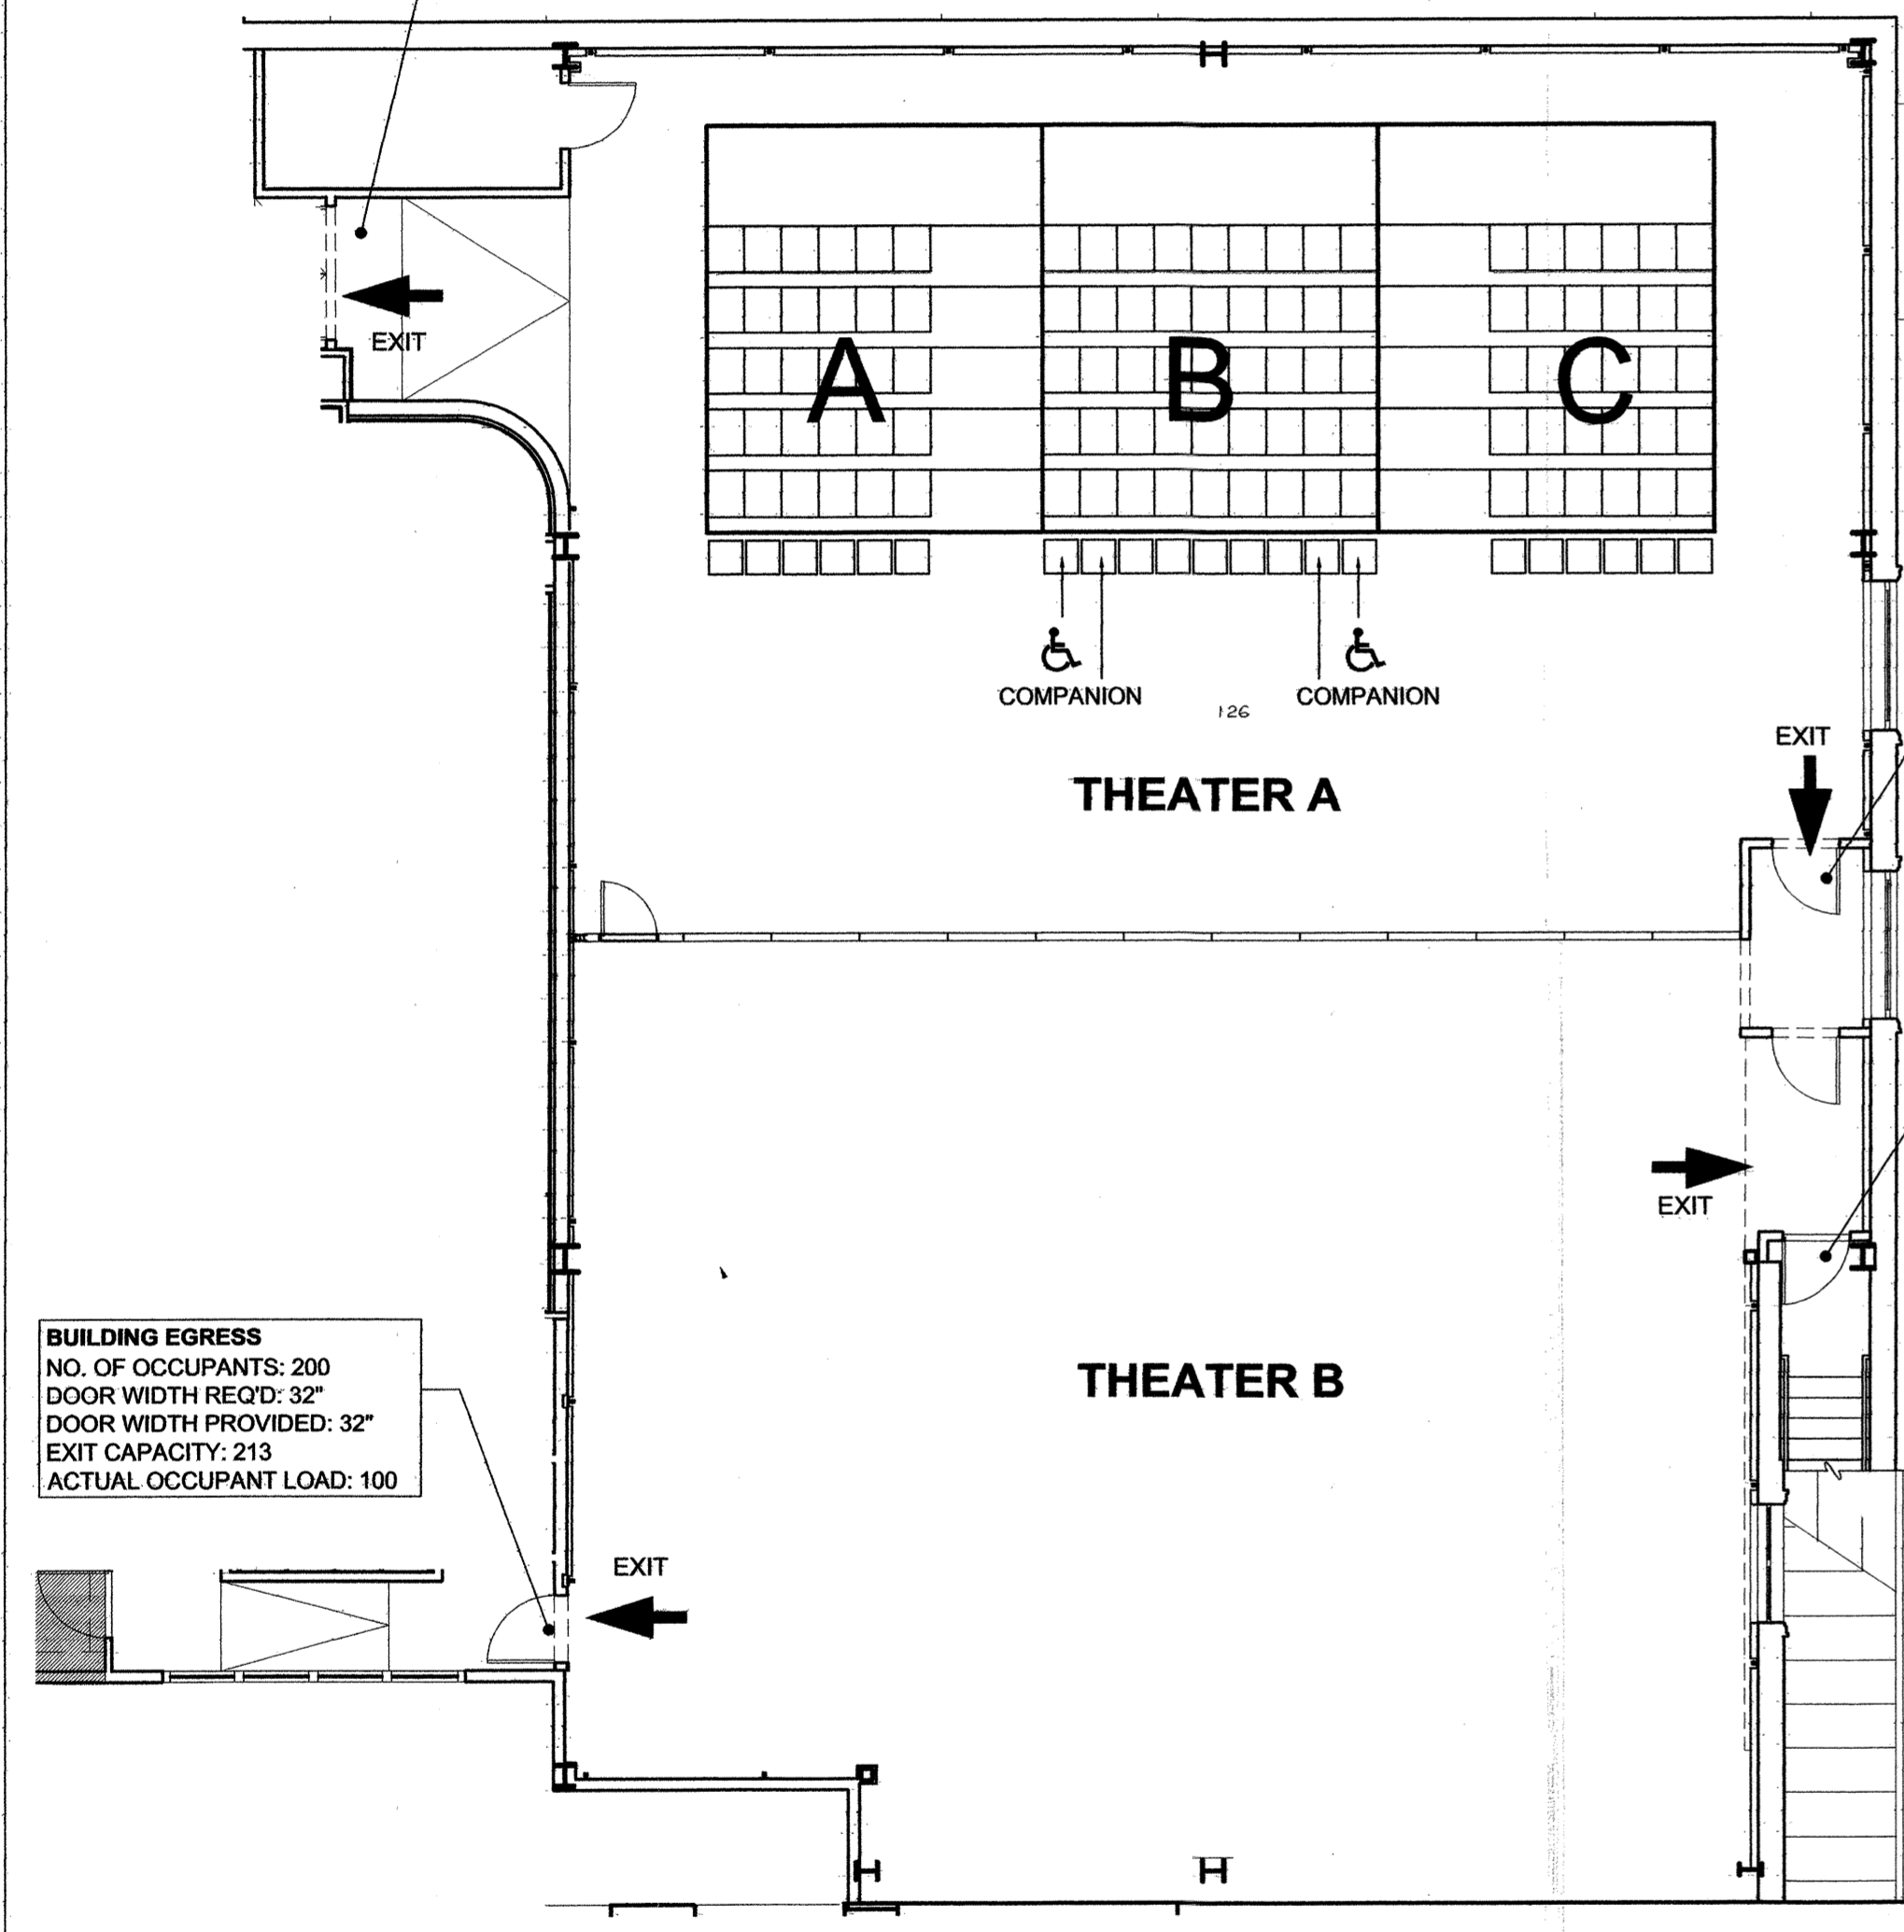 EXIT
A B C
COMPANION COMPANION
126
EXIT
THEATER A
EXIT
THEATER B
BUILDING EGRESS
NO. OF OCCUPANTS: 200
DOOR WIDTH REQ'D: 32"
DOOR WIDTH PROVIDED: 32"
EXIT CAPACITY: 213
ACTUAL OCCUPANT LOAD: 100
EXIT